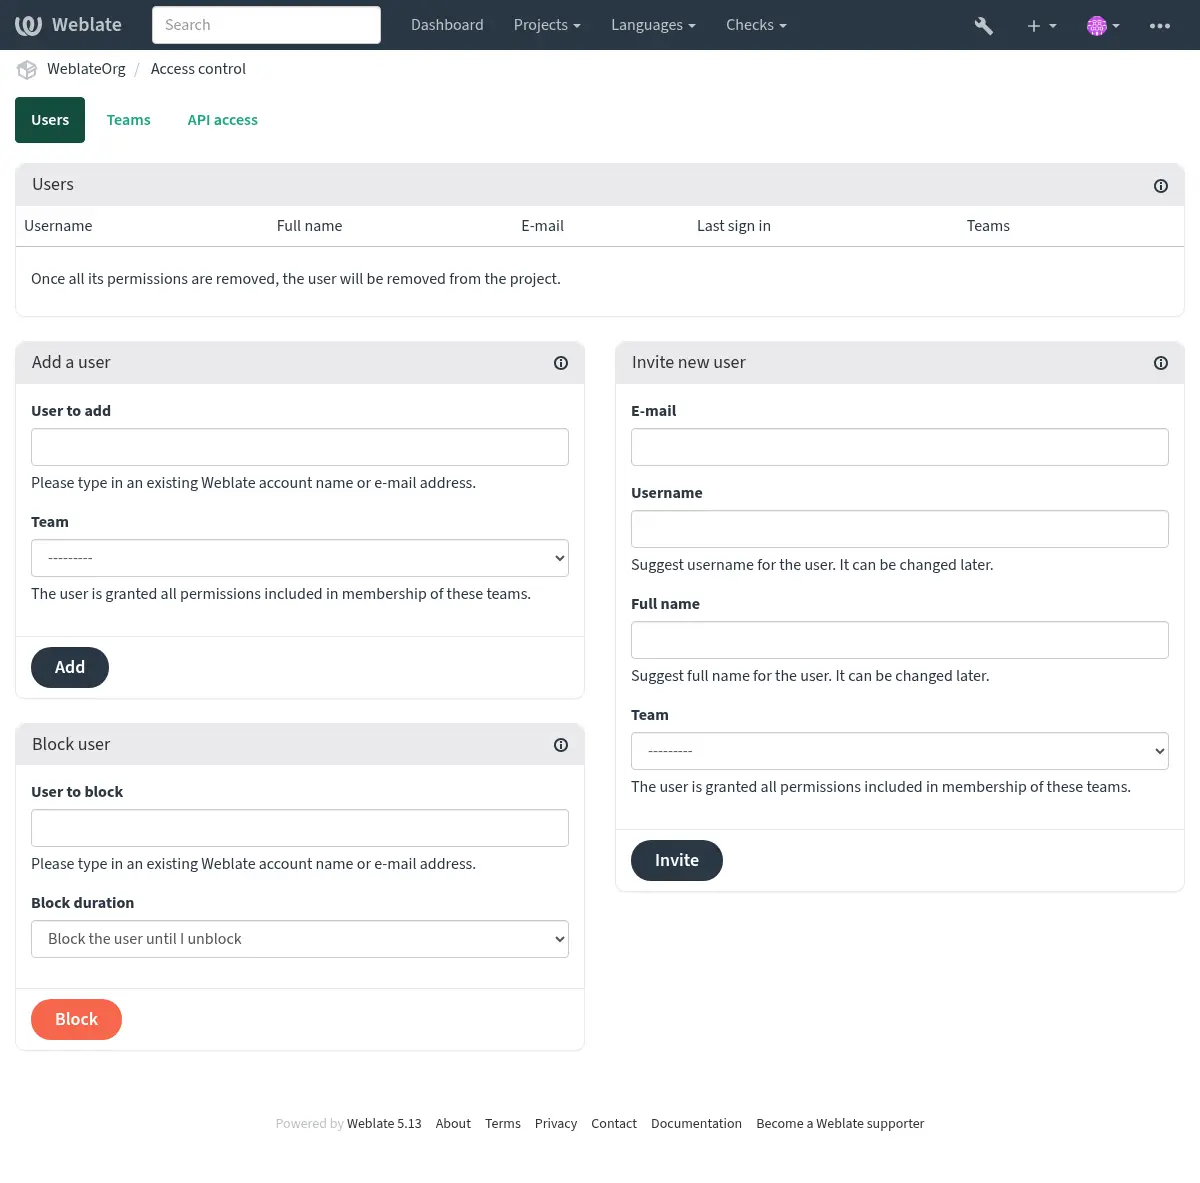 Weblate
Search
Dashboard
Projects
Languages
Checks
WeblateOrg / Access control
Users
Teams
API access
Users
Username
Full name
E-mail
Last sign in
Teams
Once all its permissions are removed, the user will be removed from the project.
Add a user
User to add
Please type in an existing Weblate account name or e-mail address.
Team
---------
The user is granted all permissions included in membership of these teams.
Add
Block user
User to block
Please type in an existing Weblate account name or e-mail address.
Block duration
Block the user until I unblock
Block
Invite new user
E-mail
Username
Suggest username for the user. It can be changed later.
Full name
Suggest full name for the user. It can be changed later.
Team
---------
The user is granted all permissions included in membership of these teams.
Invite
Powered by Weblate 5.13 About Terms Privacy Contact Documentation Become a Weblate supporter